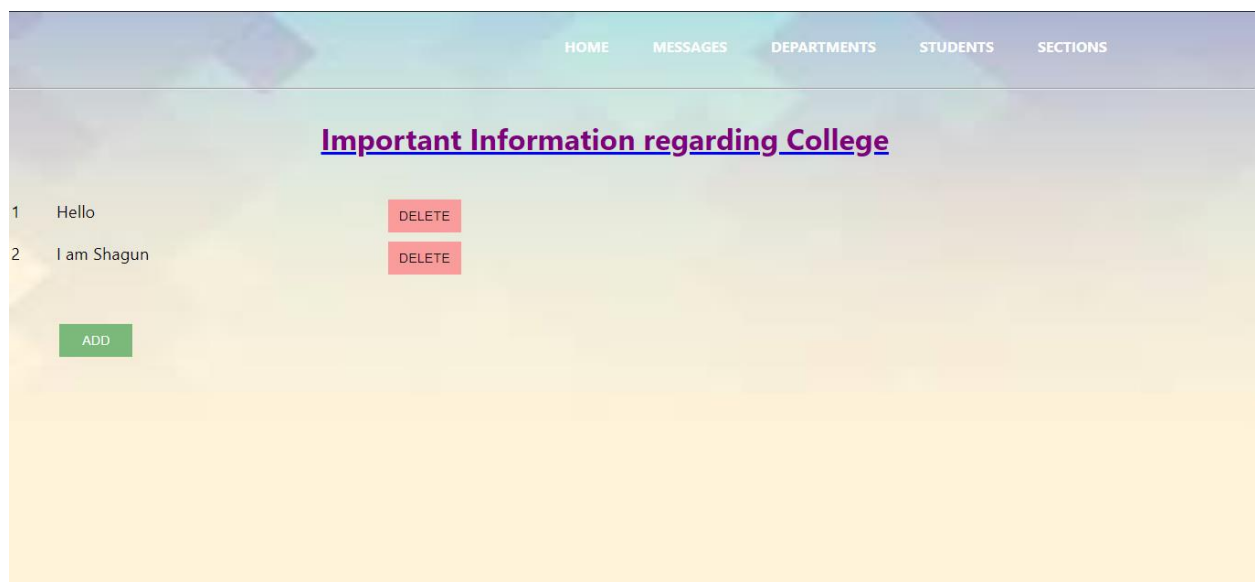 HOME MESSAGES DEPARTMENTS STUDENTS SECTIONS
Important Information regarding College
1 Hello DELETE
2 I am Shagun DELETE
ADD